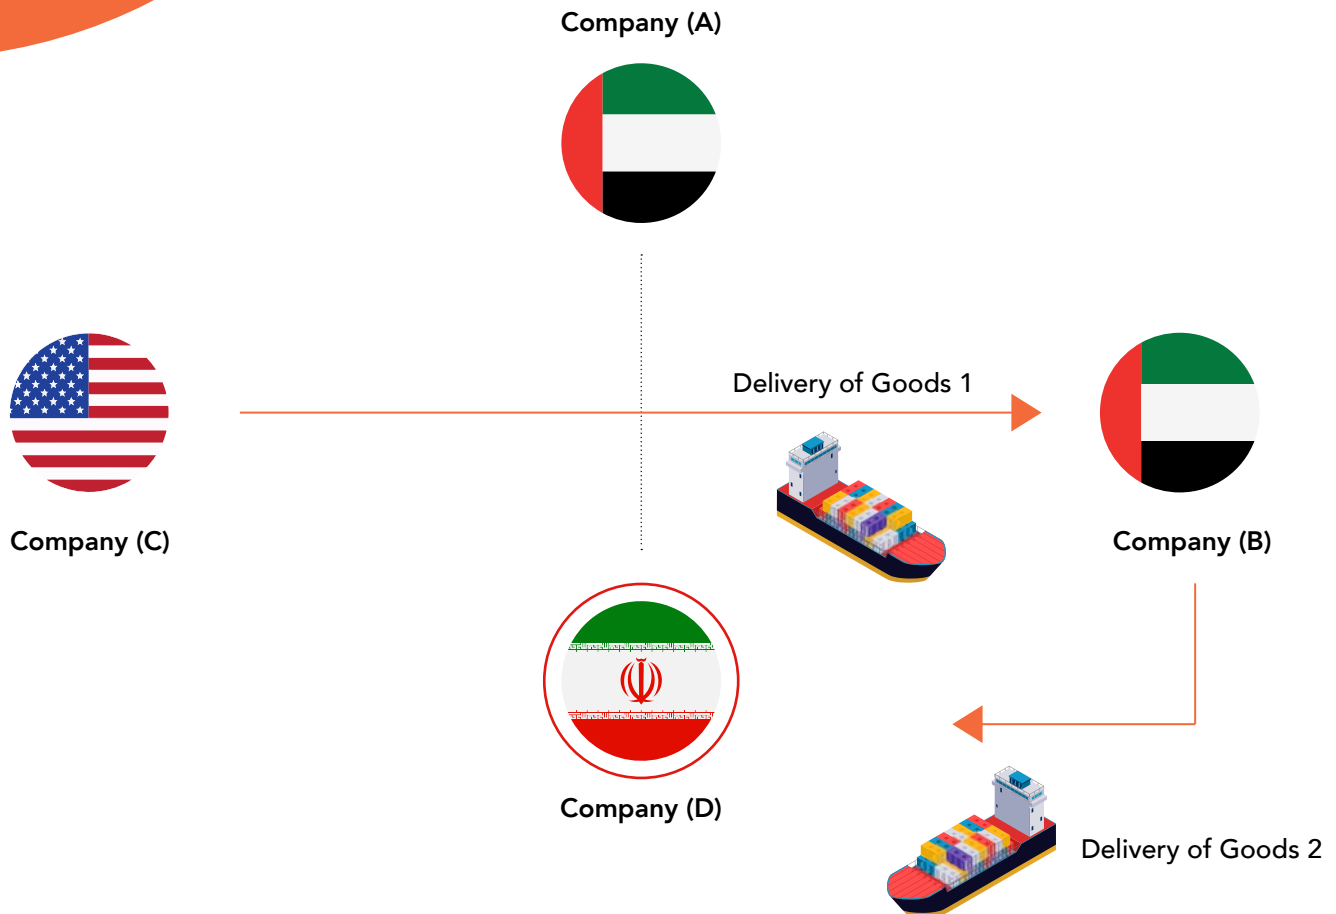 Company (A)
Delivery of Goods 1
Company (C)
Company (B)
Company (D)
Delivery of Goods 2